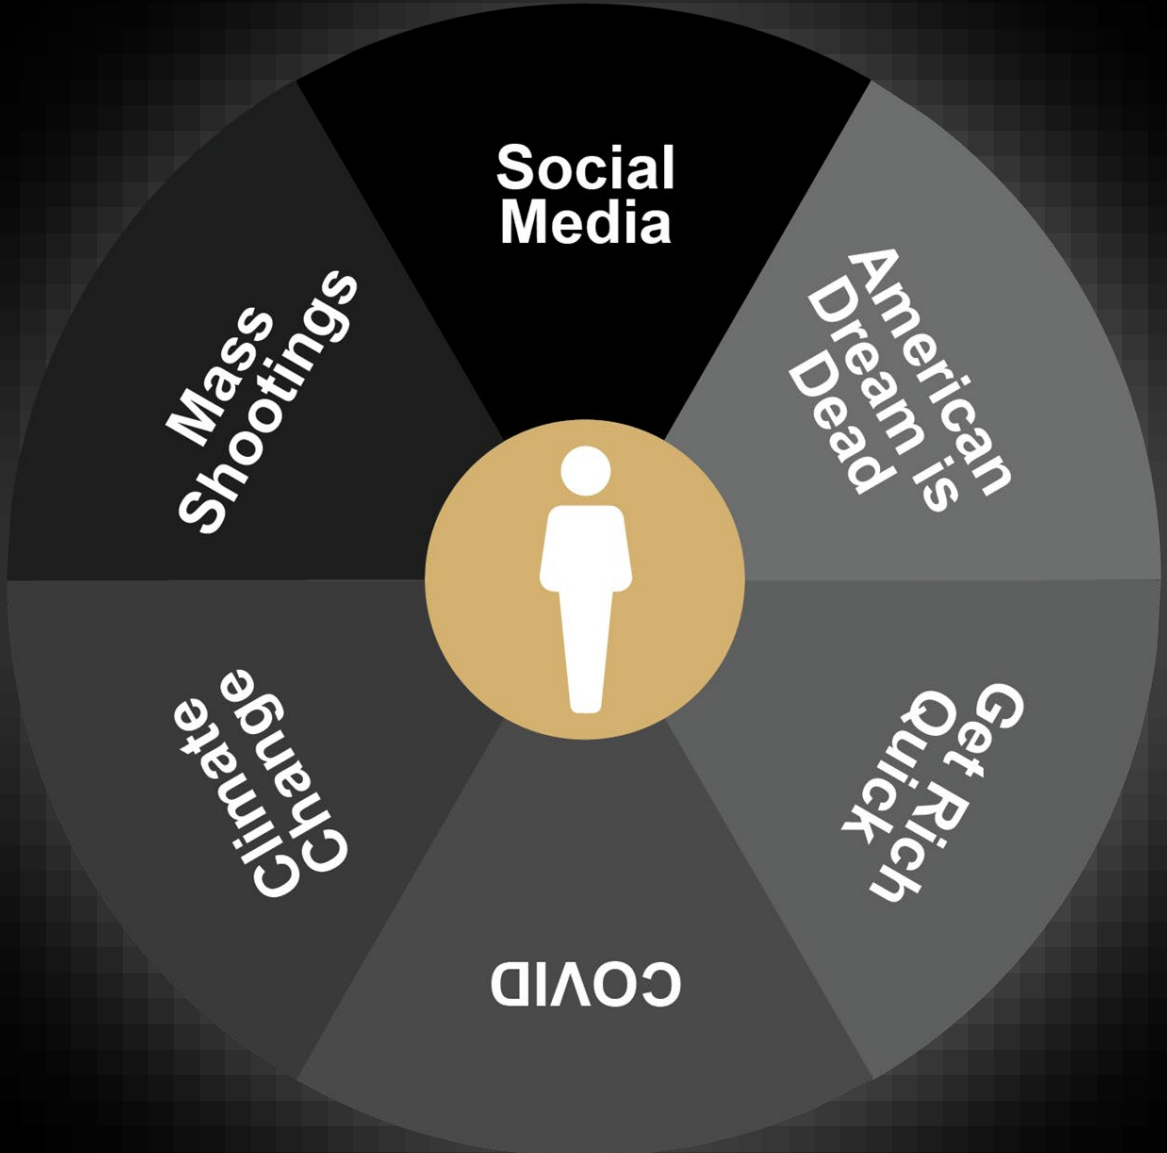 Social
Media
American
Dream is
Dead
Get Rich
Quick
COVID
Climate
Change
Mass
Shootings